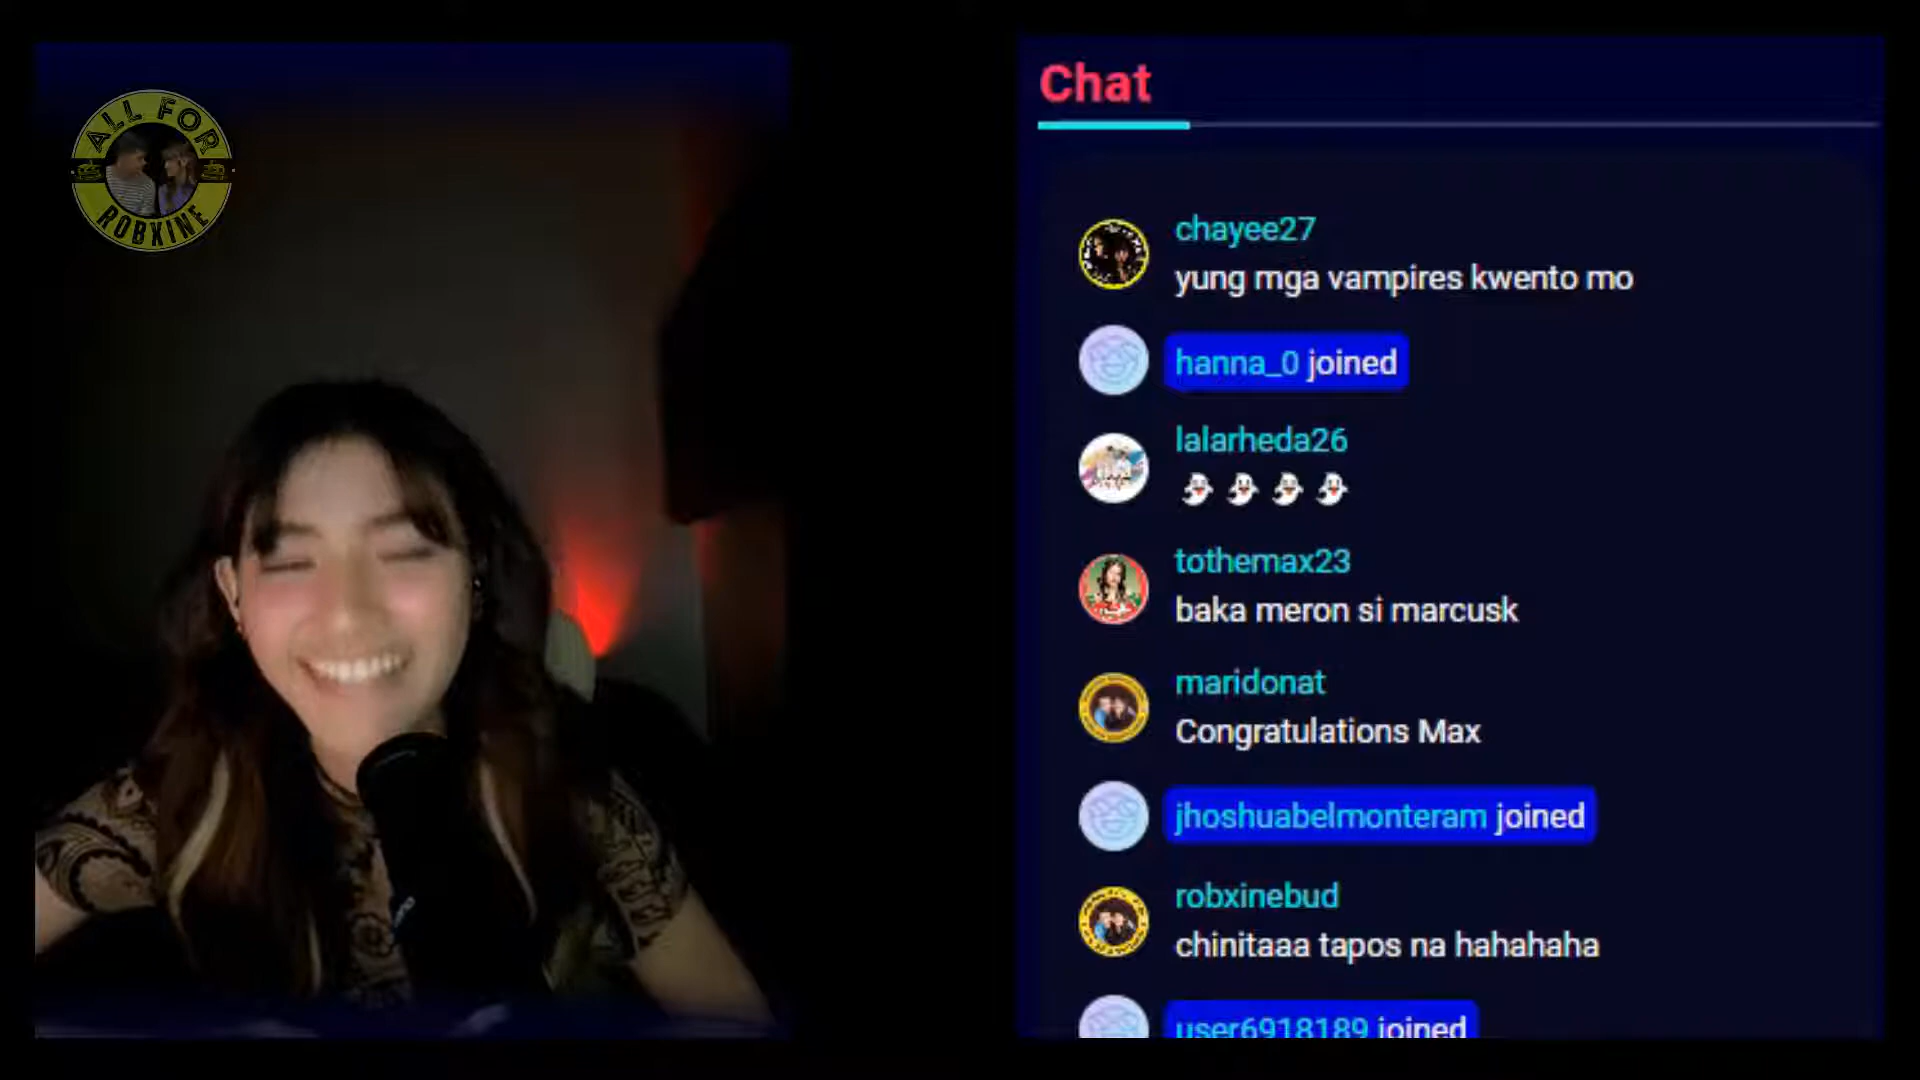 ALL FOR
ROBXINE
Chat
chayee27
yung mga vampires kwento mo
hanna_0 joined
lalarheda26
tothemax23
baka meron si marcusk
maridonat
Congratulations Max
jhoshuabelmonteram joined
robxinebud
chinitaaa tapos na hahahaha
user6918189 joined